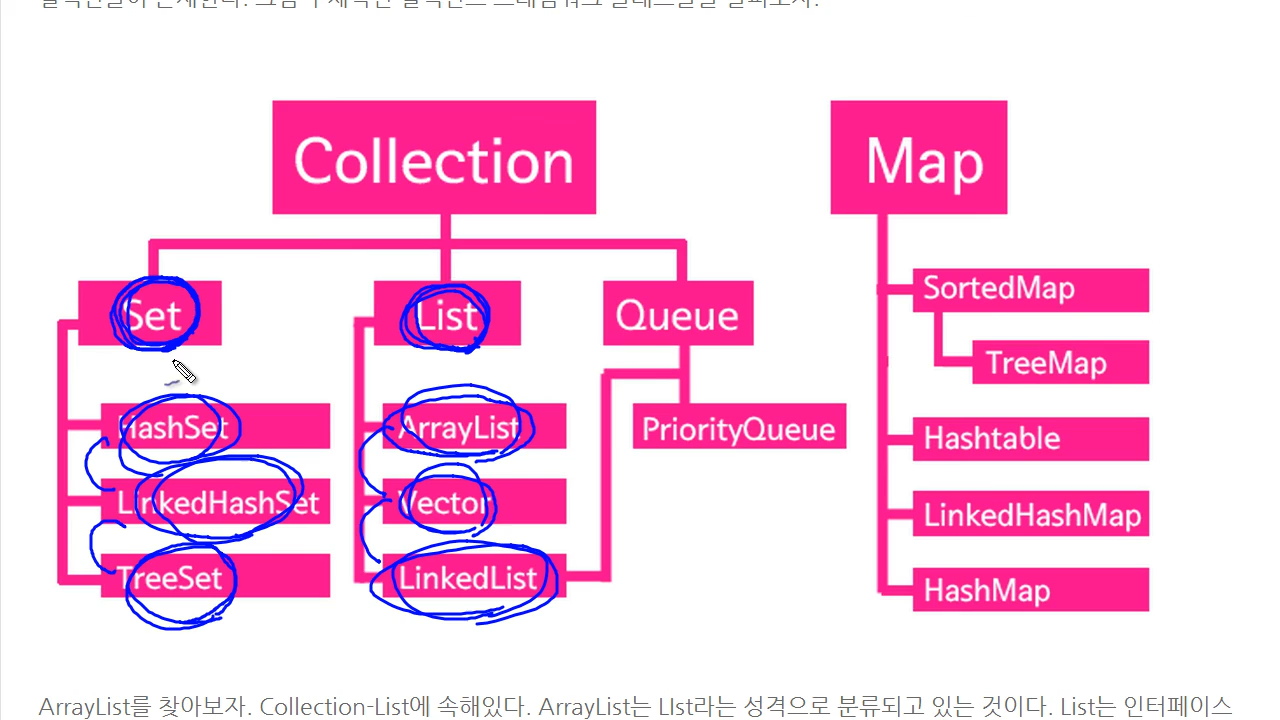 Collection
Map
Set
List
Queue
SortedMap
TreeMap
HashSet
ArrayList
PriorityQueue
Hashtable
LinkedHashSet
Vector
LinkedHashMap
TreeSet
LinkedList
HashMap
ArrayList를 찾아보자. Collection-List에 속해있다. ArrayList는 LIst라는 성격으로 분류되고 있는 것이다. List는 인터페이스